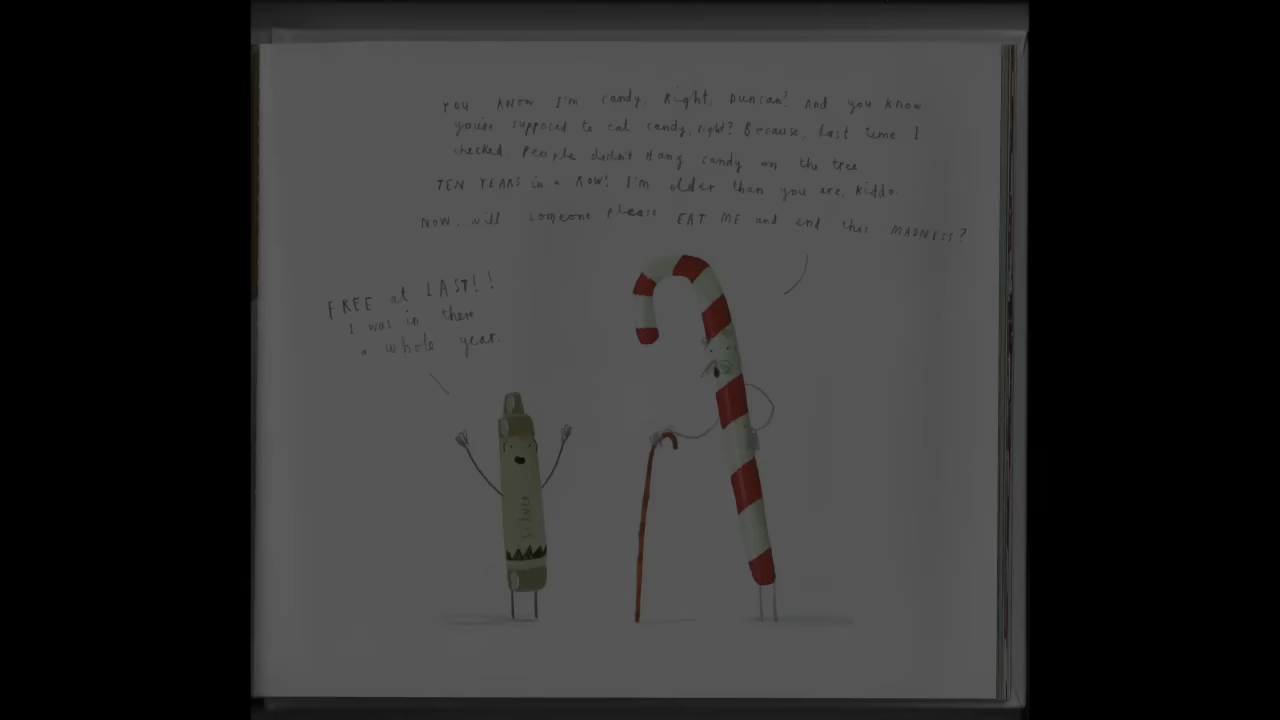 YOU KNOW I'm candy, Right, Duncan? And you know
you're supposed to eat candy, right? Because, last time I
checked, People don't Hang candy on the tree
TEN YEARS in a ROW! I'm older than you are, Kiddo.
NOW, will someone please EAT ME and end this MADNESS?
FREE at LAST!!
I was in there
a whole year.
SILVER